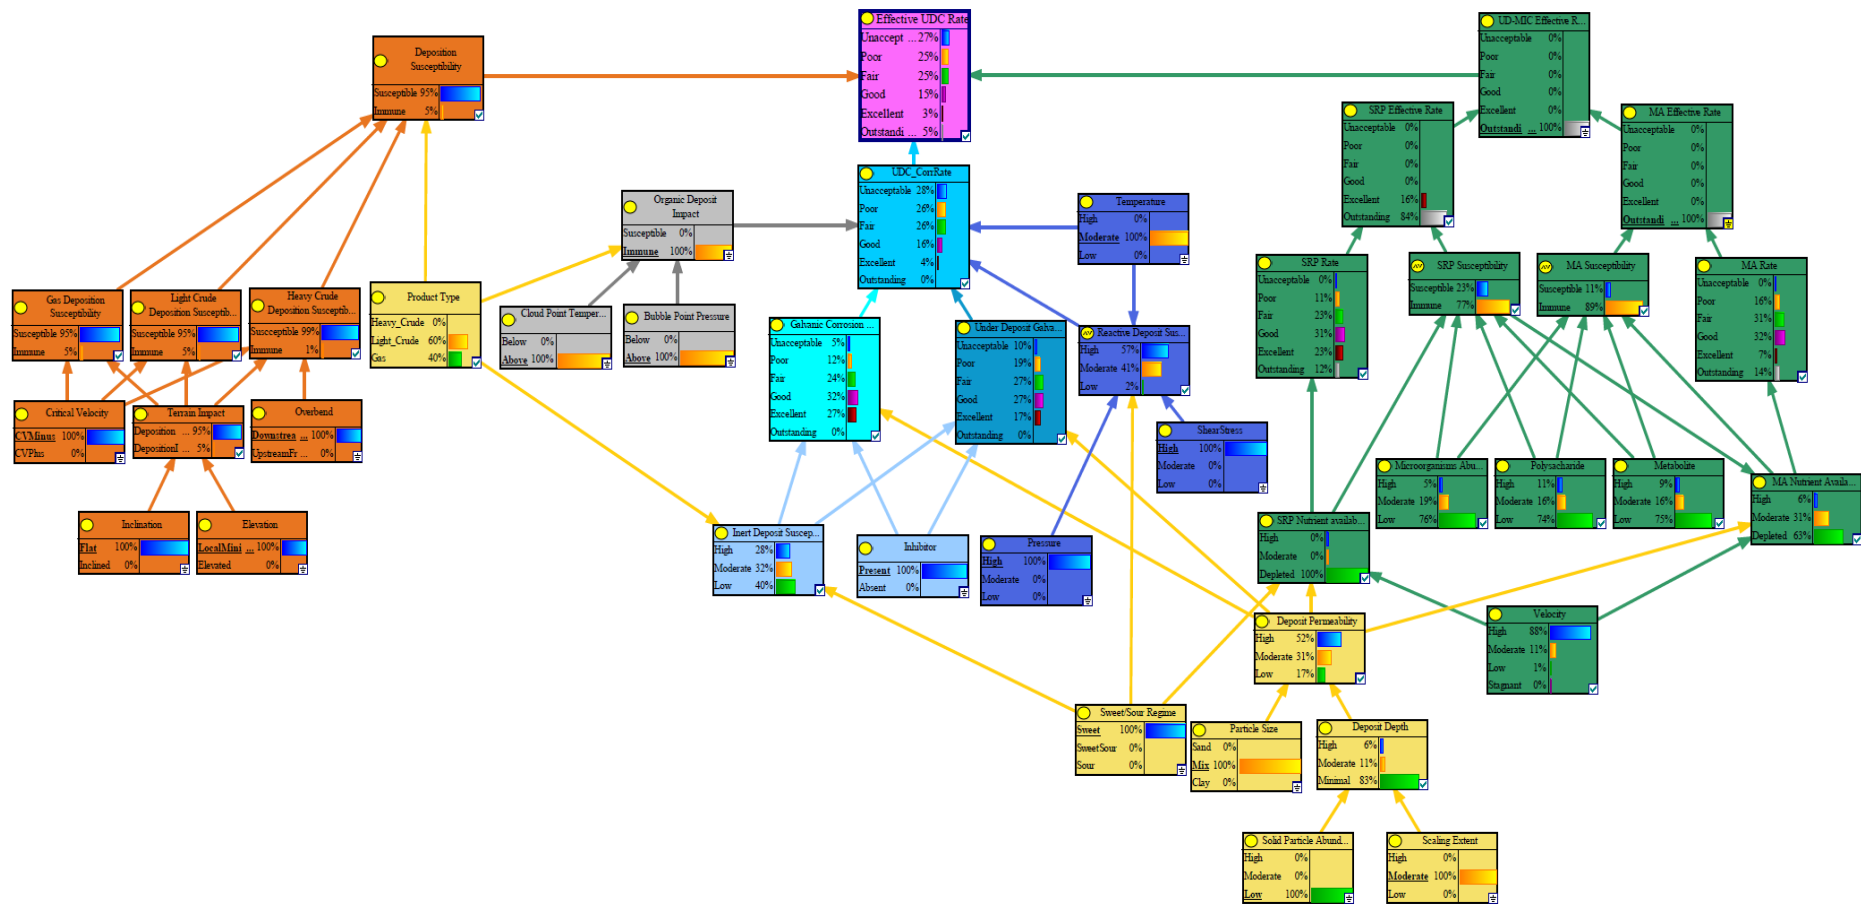 Effective UDC Rate
Unaccept ...27%
Poor 25%
Fair 25%
Good 15%
Excellent 3%
Outstandi ... 5%
UD-MIC Effective R...
Unacceptable 0%
Poor 0%
Fair 0%
Good 0%
Excellent 0%
Outstandi ... 100%
Deposition
Susceptibility
Susceptible 95%
Immune 5%
SRP Effective Rate
Unacceptable 0%
Poor 0%
Fair 0%
Good 0%
Excellent 16%
Outstanding 84%
MA Effective Rate
Unacceptable 0%
Poor 0%
Fair 0%
Good 0%
Excellent 0%
Outstandi ... 100%
UDC_CorrRate
Unacceptable 28%
Poor 26%
Fair 26%
Good 16%
Excellent 4%
Outstanding 0%
Organic Deposit
Impact
Susceptible 0%
Immune 100%
Temperature
High 0%
Moderate 100%
Low 0%
SRP Rate
Unacceptable 0%
Poor 11%
Fair 23%
Good 31%
Excellent 23%
Outstanding 12%
SRP Susceptibility
Susceptible 23%
Immune 77%
MA Susceptibility
Susceptible 11%
Immune 89%
MA Rate
Unacceptable 0%
Poor 16%
Fair 31%
Good 32%
Excellent 7%
Outstanding 14%
Gas Deposition
Susceptibility
Susceptible 95%
Immune 5%
Light Crude
Deposition Susceptib...
Susceptible 95%
Immune 5%
Heavy Crude
Deposition Susceptib...
Susceptible 99%
Immune 1%
Product Type
Heavy_Crude 0%
Light_Crude 60%
Gas 40%
Cloud Point Temper...
Below 0%
Above 100%
Bubble Point Pressure
Below 0%
Above 100%
Galvanic Corrosion ...
Unacceptable 5%
Poor 12%
Fair 24%
Good 32%
Excellent 27%
Outstanding 0%
Under Deposit Galva...
Unacceptable 10%
Poor 19%
Fair 27%
Good 27%
Excellent 17%
Outstanding 0%
Reactive Deposit Sus...
High 57%
Moderate 41%
Low 2%
Critical Velocity
CVMinus 100%
CVPlus 0%
Terrain Impact
Deposition ... 95%
DepositionI ... 5%
Overbend
Downstrea ... 100%
UpstreamFr ... 0%
ShearStress
High 100%
Moderate 0%
Low 0%
Microorganisms Abu...
High 5%
Moderate 19%
Low 76%
Polysacharide
High 11%
Moderate 16%
Low 74%
Metabolite
High 9%
Moderate 16%
Low 75%
MA Nutrient Availa...
High 6%
Moderate 31%
Depleted 63%
Inclination
Flat 100%
Inclined 0%
Elevation
LocalMini ... 100%
Elevated 0%
Inert Deposit Suscep...
High 28%
Moderate 32%
Low 40%
Inhibitor
Present 100%
Absent 0%
Pressure
High 100%
Moderate 0%
Low 0%
SRP Nutrient availab...
High 0%
Moderate 0%
Depleted 100%
Deposit Permeability
High 52%
Moderate 31%
Low 17%
Velocity
High 88%
Moderate 11%
Low 1%
Stagnant 0%
Sweet/Sour Regime
Sweet 100%
SweetSour 0%
Sour 0%
Particle Size
Sand 0%
Mix 100%
Clay 0%
Deposit Depth
High 6%
Moderate 11%
Minimal 83%
Solid Particle Abund...
High 0%
Moderate 0%
Low 100%
Scaling Extent
High 0%
Moderate 100%
Low 0%